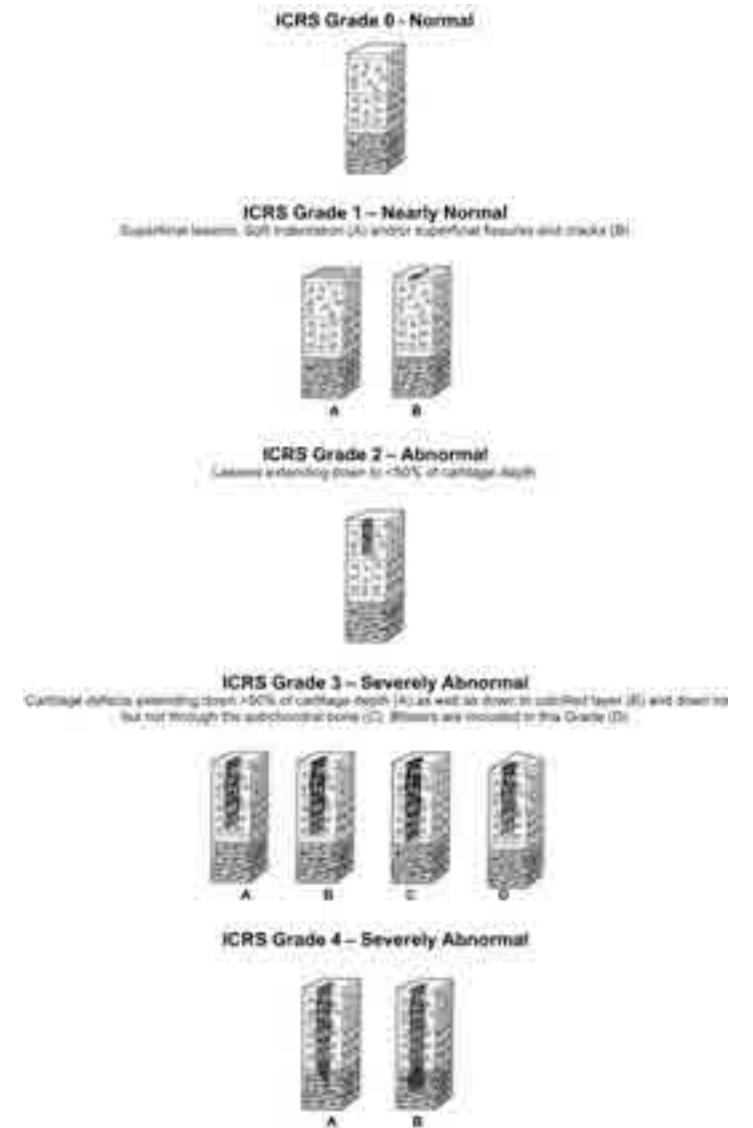 ICRS Grade 0 - Normal
ICRS Grade 1 – Nearly Normal
Superficial lesions. Soft indentation (A) and/or superficial fissures and cracks (B)
A B
ICRS Grade 2 – Abnormal
Lesions extending down to <50% of cartilage depth
ICRS Grade 3 – Severely Abnormal
Cartilage defects extending down >50% of cartilage depth (A) as well as down to calcified layer (B) and down to
but not through the subchondral bone (C). Blisters are included in this Grade (D)
A B C D
ICRS Grade 4 – Severely Abnormal
A B